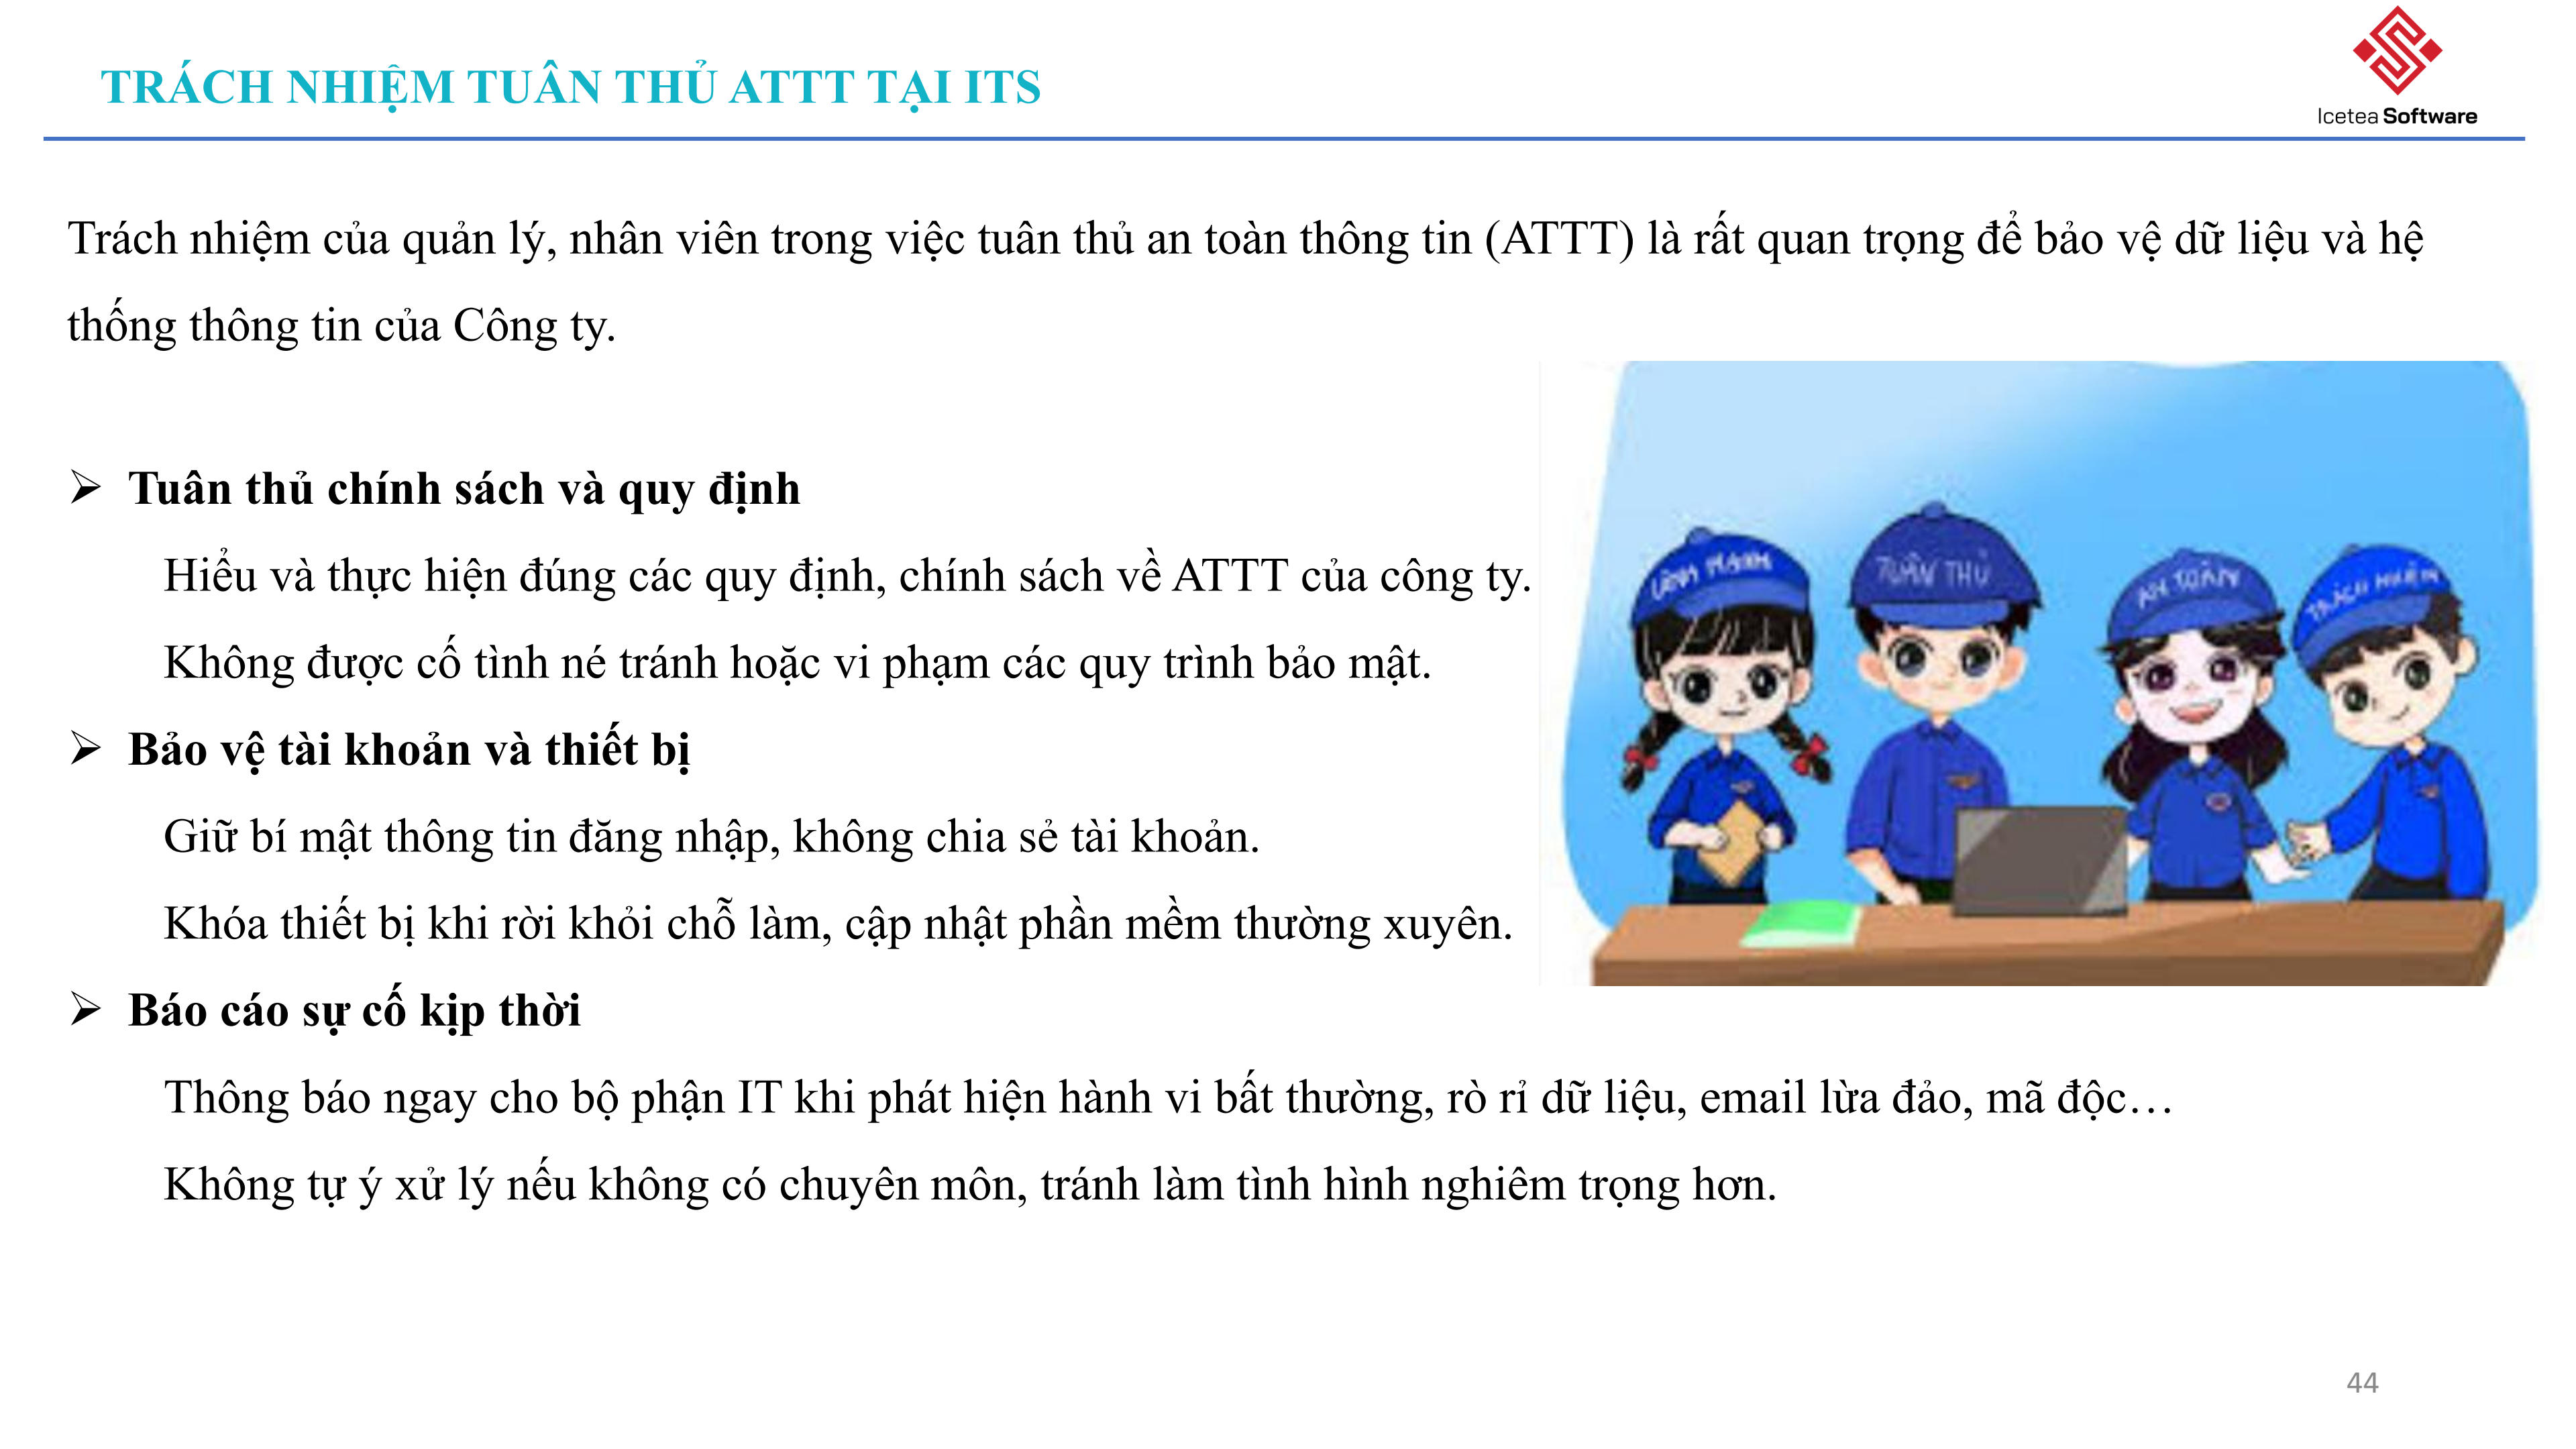 TRÁCH NHIỆM TUÂN THỦ ATTT TẠI ITS
Icetea Software
Trách nhiệm của quản lý, nhân viên trong việc tuân thủ an toàn thông tin (ATTT) là rất quan trọng để bảo vệ dữ liệu và hệ
thống thông tin của Công ty.
➢ Tuân thủ chính sách và quy định
Hiểu và thực hiện đúng các quy định, chính sách về ATTT của công ty.
Không được cố tình né tránh hoặc vi phạm các quy trình bảo mật.
➢ Bảo vệ tài khoản và thiết bị
Giữ bí mật thông tin đăng nhập, không chia sẻ tài khoản.
Khóa thiết bị khi rời khỏi chỗ làm, cập nhật phần mềm thường xuyên.
➢ Báo cáo sự cố kịp thời
Thông báo ngay cho bộ phận IT khi phát hiện hành vi bất thường, rò rỉ dữ liệu, email lừa đảo, mã độc…
Không tự ý xử lý nếu không có chuyên môn, tránh làm tình hình nghiêm trọng hơn.
LÀNH MẠNH
TUÂN THỦ
AN TOÀN
TRÁCH NHIỆM
44